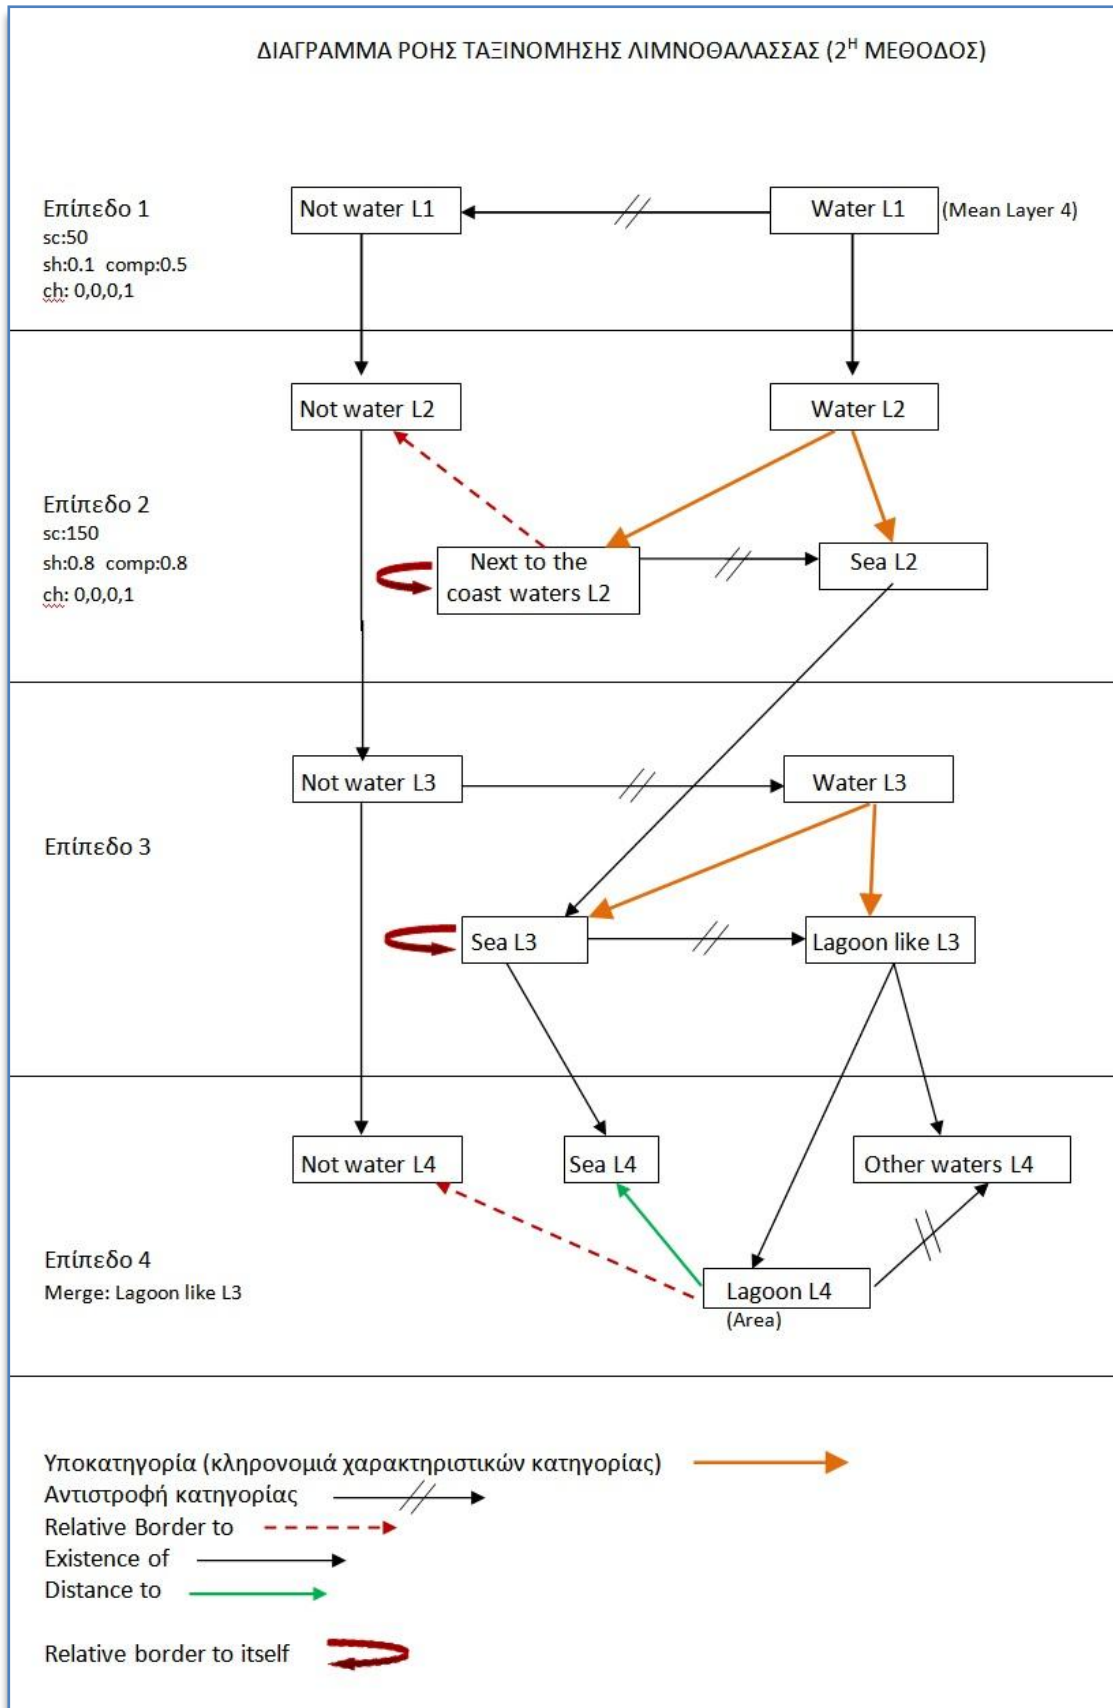 ΔΙΑΓΡΑΜΜΑ ΡΟΗΣ ΤΑΞΙΝΟΜΗΣΗΣ ΛΙΜΝΟΘΑΛΑΣΣΑΣ (2Η ΜΕΘΟΔΟΣ)
Επίπεδο 1
sc:50
sh:0.1 comp:0.5
ch: 0,0,0,1
Not water L1
Water L1
(Mean Layer 4)
Not water L2
Water L2
Επίπεδο 2
sc:150
sh:0.8 comp:0.8
ch: 0,0,0,1
Next to the
coast waters L2
Sea L2
Not water L3
Water L3
Επίπεδο 3
Sea L3
Lagoon like L3
Not water L4
Sea L4
Other waters L4
Επίπεδο 4
Merge: Lagoon like L3
Lagoon L4
(Area)
Υποκατηγορία (κληρονομιά χαρακτηριστικών κατηγορίας)
Αντιστροφή κατηγορίας
Relative Border to
Existence of
Distance to
Relative border to itself